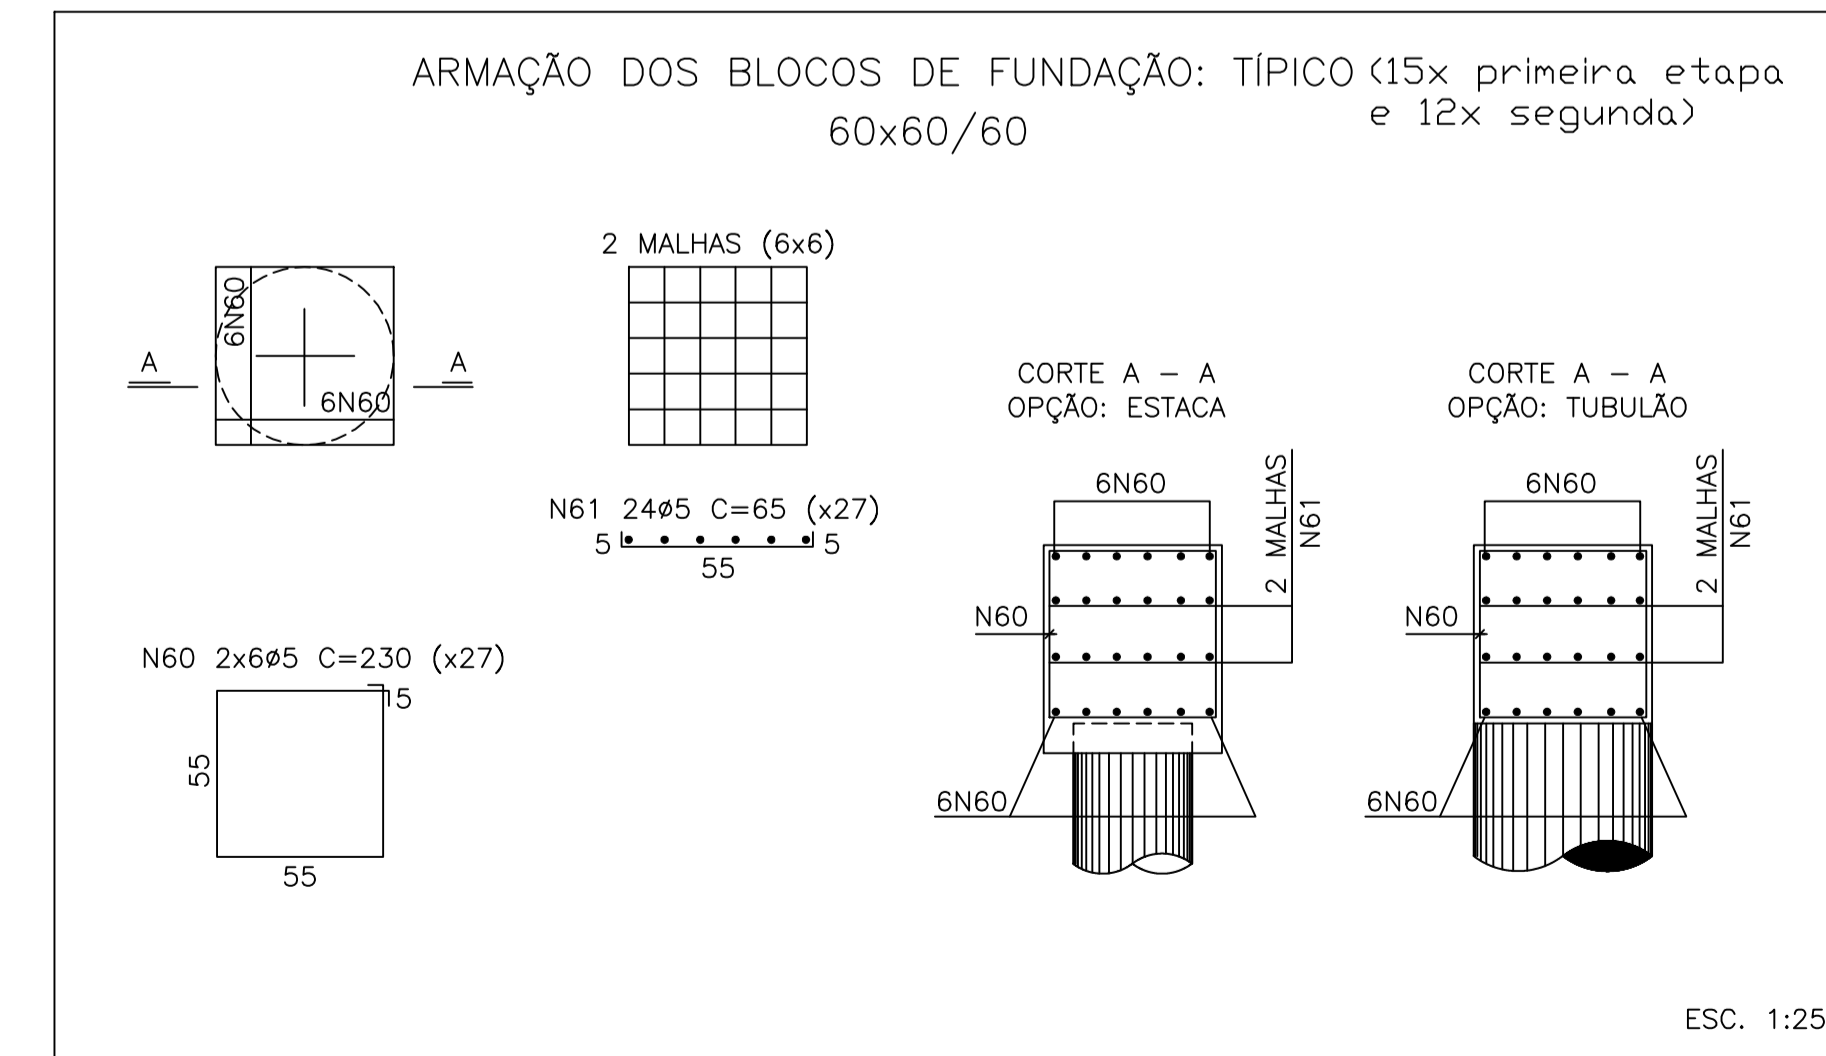 ARMAÇÃO DOS BLOCOS DE FUNDAÇÃO: TÍPICO (15x primeira etapa
e 12x segunda)
60x60/60
2 MALHAS (6x6)
6N60
6N60
A
A
N61 24ø5 C=65 (x27)
5
5
55
N60 2x6ø5 C=230 (x27)
5
55
55
CORTE A – A
OPÇÃO: ESTACA
6N60
2 MALHAS
N61
N60
6N60
CORTE A – A
OPÇÃO: TUBULÃO
6N60
2 MALHAS
N61
N60
6N60
ESC. 1:25